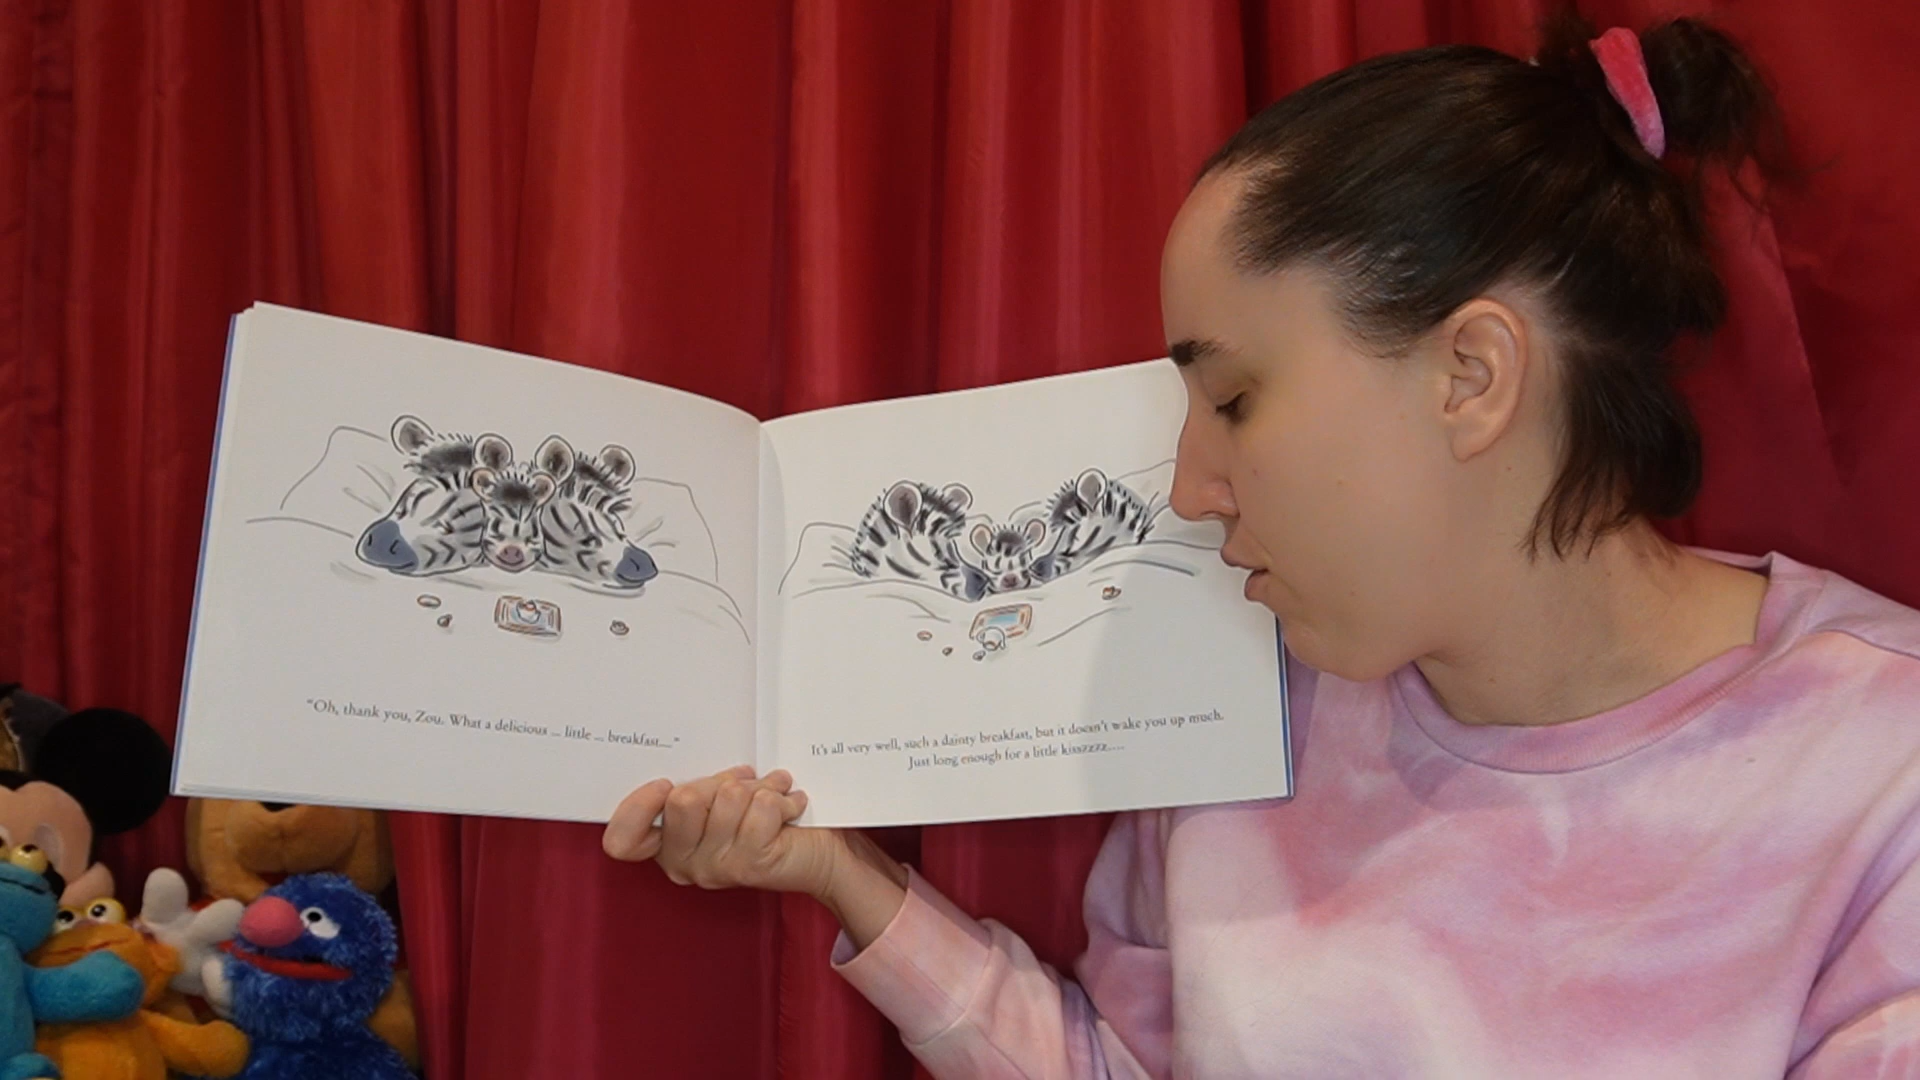 "Oh, thank you, Zou. What a delicious ... little ... breakfast...."
It's all very well, such a dainty breakfast, but it doesn't wake you up much.
Just long enough for a little kisszzzz.....